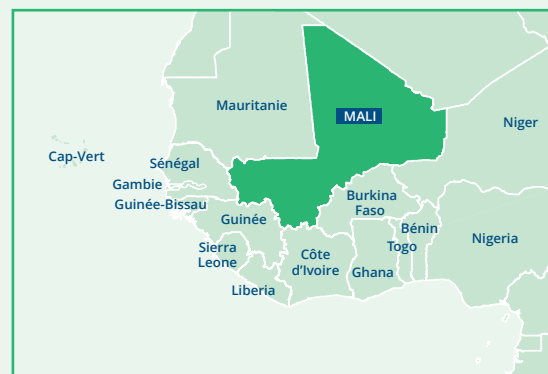 Mauritanie
MALI
Niger
Cap-Vert
Sénégal
Gambie
Guinée-Bissau
Guinée
Burkina
Faso
Bénin
Togo
Nigeria
Sierra
Leone
Côte
d’Ivoire
Ghana
Liberia